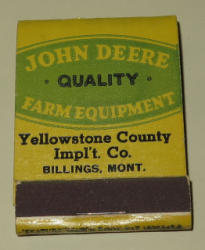 JOHN DEERE
· QUALITY ·
FARM EQUIPMENT
Yellowstone County
Impl't. Co.
BILLINGS, MONT.